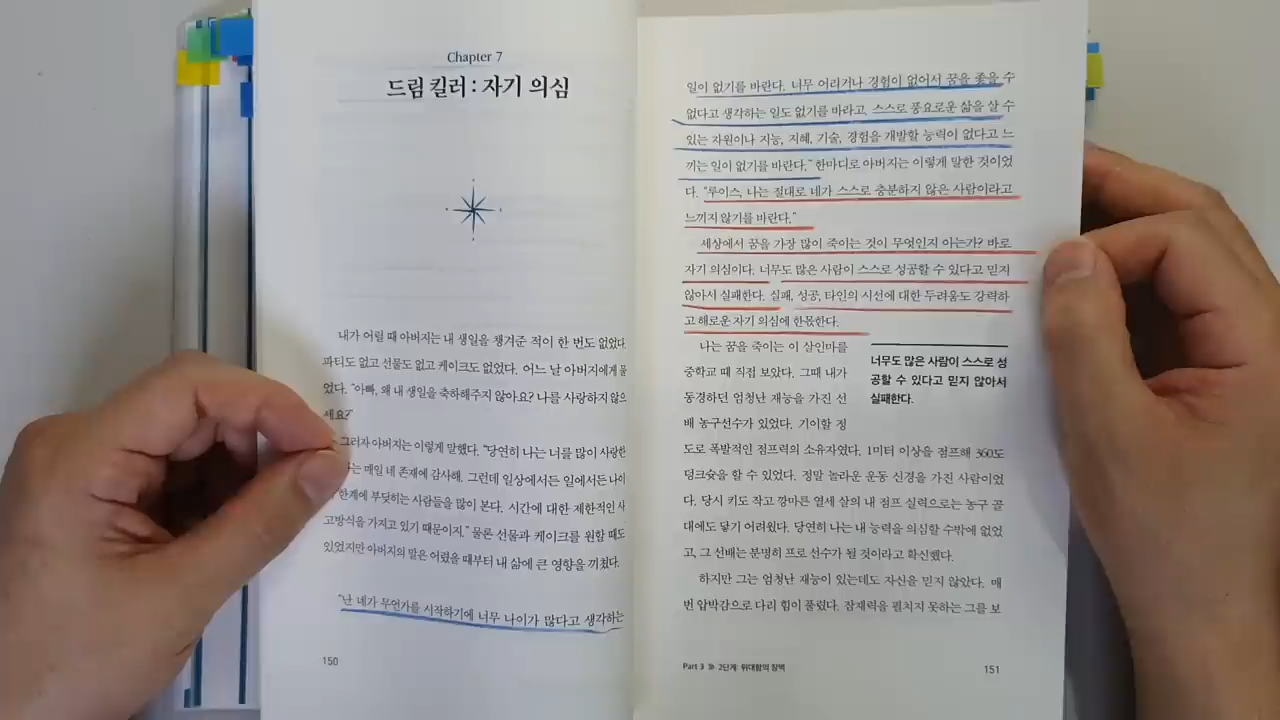 Chapter 7
드림 킬러 : 자기 의심
내가 어릴 때 아버지는 내 생일을 챙겨준 적이 한 번도 없었다.
파티도 없고 선물도 없고 케이크도 없었다. 어느 날 아버지에게 물
었다. "아빠, 왜 내 생일을 축하해주지 않아요? 나를 사랑하지 않으
세요?"
그러자 아버지는 이렇게 말했다. "당연히 나는 너를 많이 사랑한
는 매일 네 존재에 감사해. 그런데 일상에서든 일에서든 나이
한계에 부딪히는 사람들을 많이 본다. 시간에 대한 제한적인 사
고방식을 가지고 있기 때문이지." 물론 선물과 케이크를 원할 때도
있었지만 아버지의 말은 어렸을 때부터 내 삶에 큰 영향을 끼쳤다.
"난 네가 무언가를 시작하기에 너무 나이가 많다고 생각하는
150
일이 없기를 바란다. 너무 어리거나 경험이 없어서 꿈을 좇을 수
없다고 생각하는 일도 없기를 바라고, 스스로 풍요로운 삶을 살 수
있는 자원이나 지능, 지혜, 기술, 경험을 개발할 능력이 없다고 느
끼는 일이 없기를 바란다." 한마디로 아버지는 이렇게 말한 것이었
다. "루이스, 나는 절대로 네가 스스로 충분하지 않은 사람이라고
느끼지 않기를 바란다."
세상에서 꿈을 가장 많이 죽이는 것이 무엇인지 아는가? 바로
자기 의심이다. 너무도 많은 사람이 스스로 성공할 수 있다고 믿지
않아서 실패한다. 실패, 성공, 타인의 시선에 대한 두려움도 강력하
고 해로운 자기 의심에 한몫한다.
나는 꿈을 죽이는 이 살인마를
중학교 때 직접 보았다. 그때 내가
동경하던 엄청난 재능을 가진 선
배 농구선수가 있었다. 기이할 정
도로 폭발적인 점프력의 소유자였다. 1미터 이상을 점프해 360도
덩크슛을 할 수 있었다. 정말 놀라운 운동 신경을 가진 사람이었
다. 당시 키도 작고 깡마른 열세 살의 내 점프 실력으로는 농구 골
대에도 닿기 어려웠다. 당연히 나는 내 능력을 의심할 수밖에 없었
고, 그 선배는 분명히 프로 선수가 될 것이라고 확신했다.
하지만 그는 엄청난 재능이 있는데도 자신을 믿지 않았다. 매
번 압박감으로 다리 힘이 풀렸다. 잠재력을 펼치지 못하는 그를 보
너무도 많은 사람이 스스로 성
공할 수 있다고 믿지 않아서
실패한다.
Part 3 ≫ 2단계: 위대함의 장벽
151